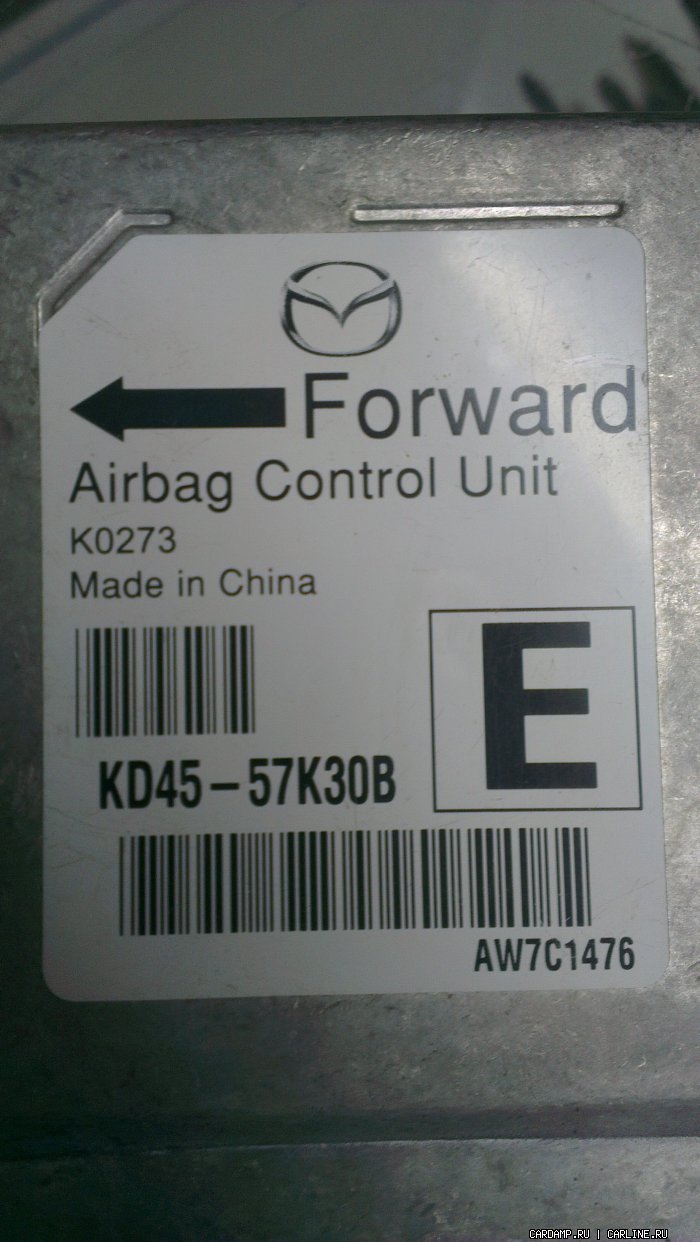 Forward
Airbag Control Unit
K0273
Made in China
E
KD45-57K30B
AW7C1476
CARDAMP.RU | CARLINE.RU